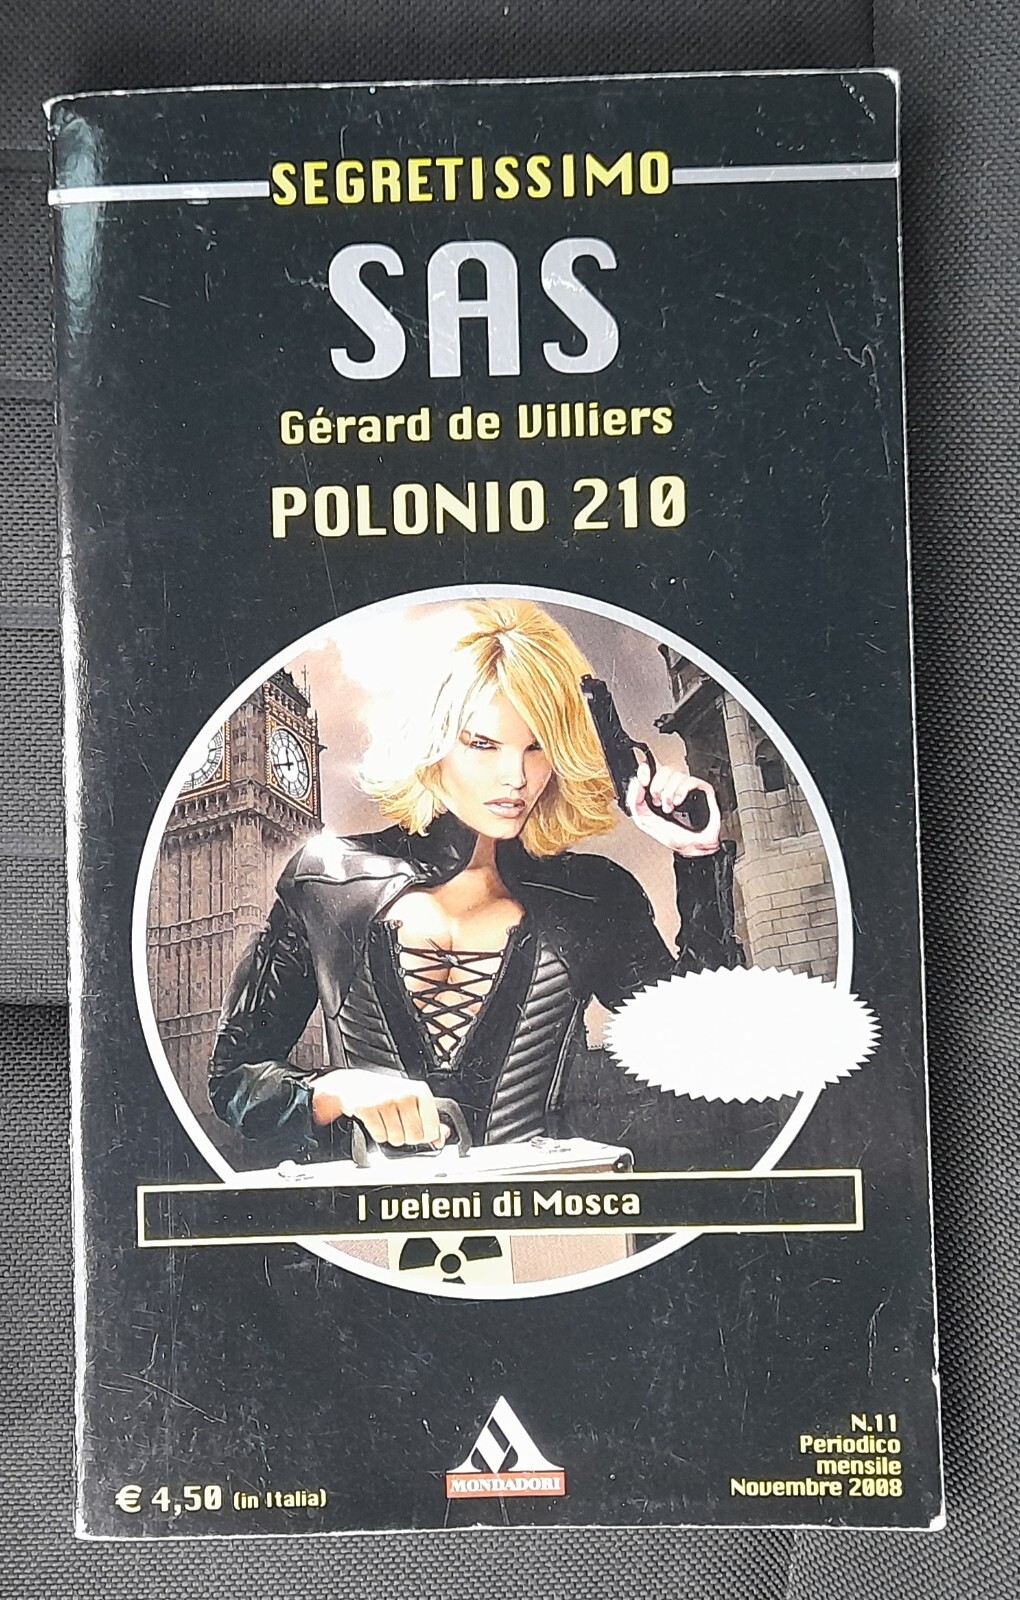 SEGRETISSIMO
SAS
Gérard de Villiers
POLONIO 210
I veleni di Mosca
MONDADORI
€ 4,50 (in Italia)
N.11
Periodico
mensile
Novembre 2008